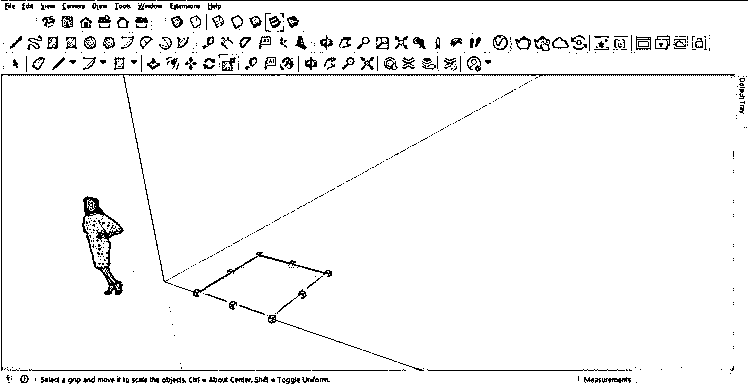 File Edit View Camera Draw Tools Window Extensions Help
Object Tray
Select a grip and move it to scale the objects. Ctrl = About Center, Shift = Toggle Uniform.
Measurements